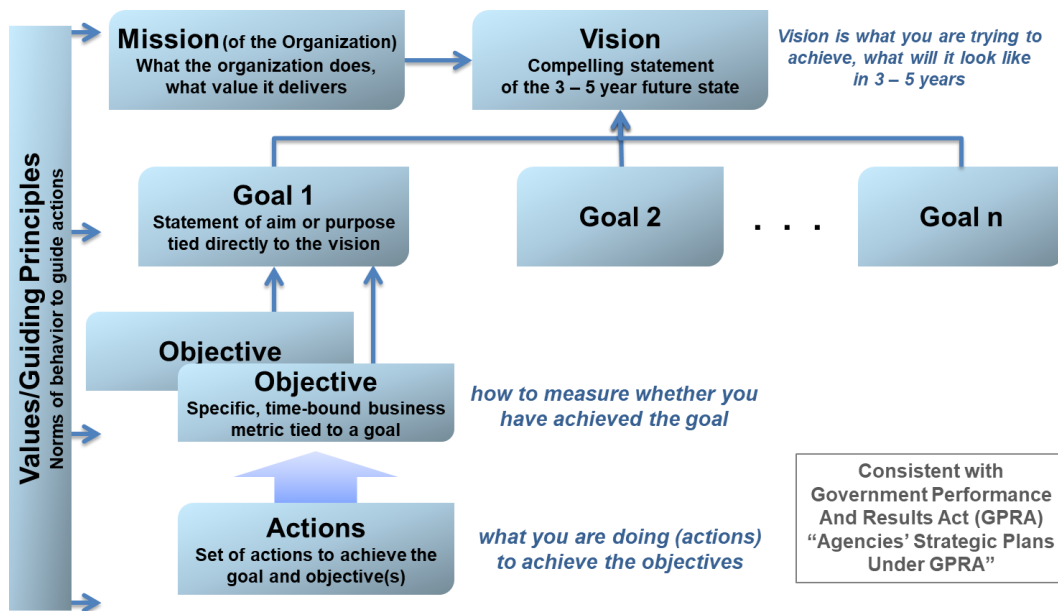 Values/Guiding Principles
Norms of behavior to guide actions
Mission (of the Organization)
What the organization does,
what value it delivers
Vision
Compelling statement
of the 3 – 5 year future state
Vision is what you are trying to
achieve, what will it look like
in 3 – 5 years
Goal 1
Statement of aim or purpose
tied directly to the vision
Goal 2
. . .
Goal n
Objective
Objective
Specific, time-bound business
metric tied to a goal
how to measure whether you
have achieved the goal
Actions
Set of actions to achieve the
goal and objective(s)
what you are doing (actions)
to achieve the objectives
Consistent with
Government Performance
And Results Act (GPRA)
“Agencies’ Strategic Plans
Under GPRA”